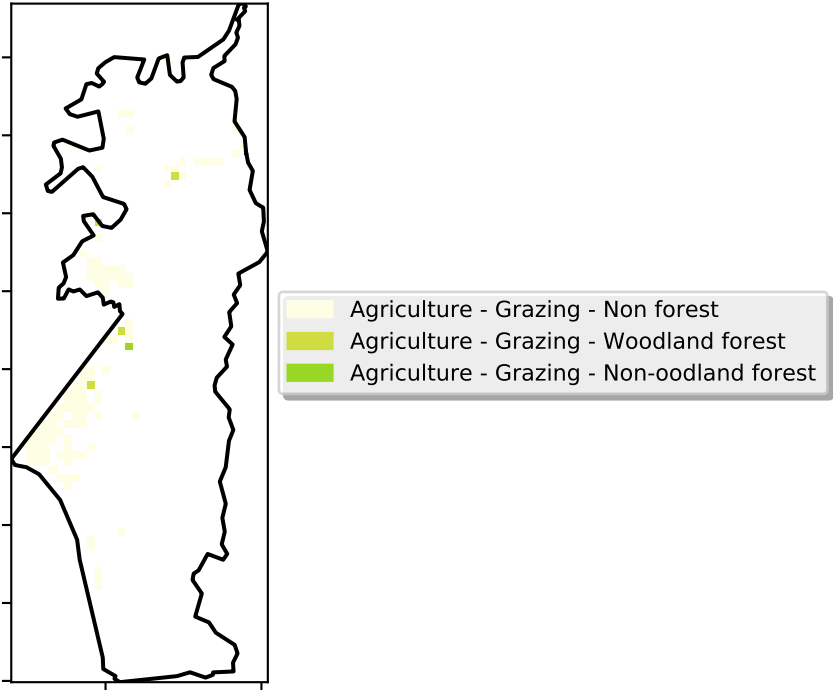 Agriculture - Grazing - Non forest
Agriculture - Grazing - Woodland forest
Agriculture - Grazing - Non-oodland forest